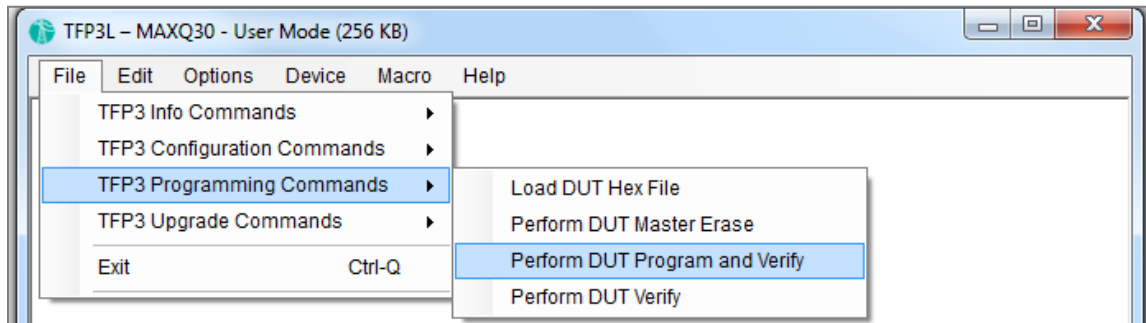 TFP3L – MAXQ30 - User Mode (256 KB)
File Edit Options Device Macro Help
TFP3 Info Commands
TFP3 Configuration Commands
TFP3 Programming Commands
TFP3 Upgrade Commands
Exit Ctrl-Q
Load DUT Hex File
Perform DUT Master Erase
Perform DUT Program and Verify
Perform DUT Verify